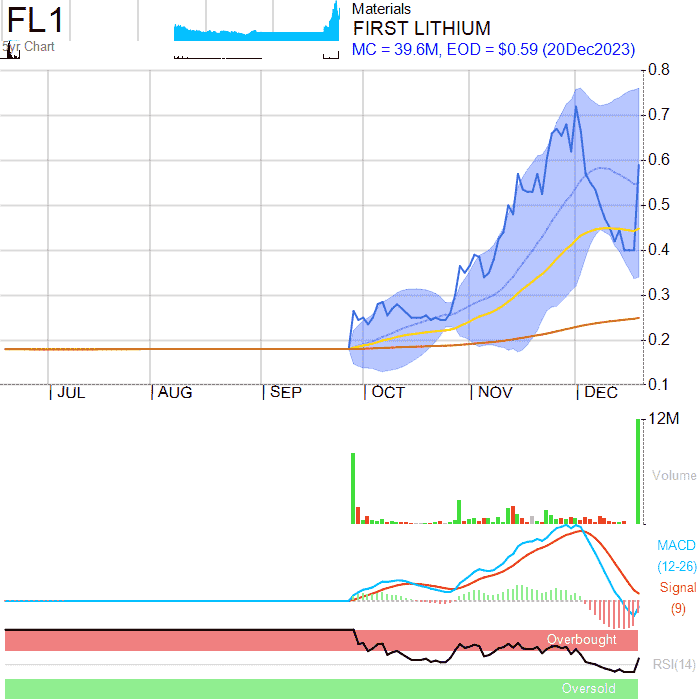 FL1
5yr Chart
Materials
FIRST LITHIUM
MC = 39.6M, EOD = $0.59 (20Dec2023)
0.8
0.7
0.6
0.5
0.4
0.3
0.2
0.1
JUL AUG SEP OCT NOV DEC
12M
Volume
MACD
(12-26)
Signal
(9)
Overbought
RSI(14)
Oversold